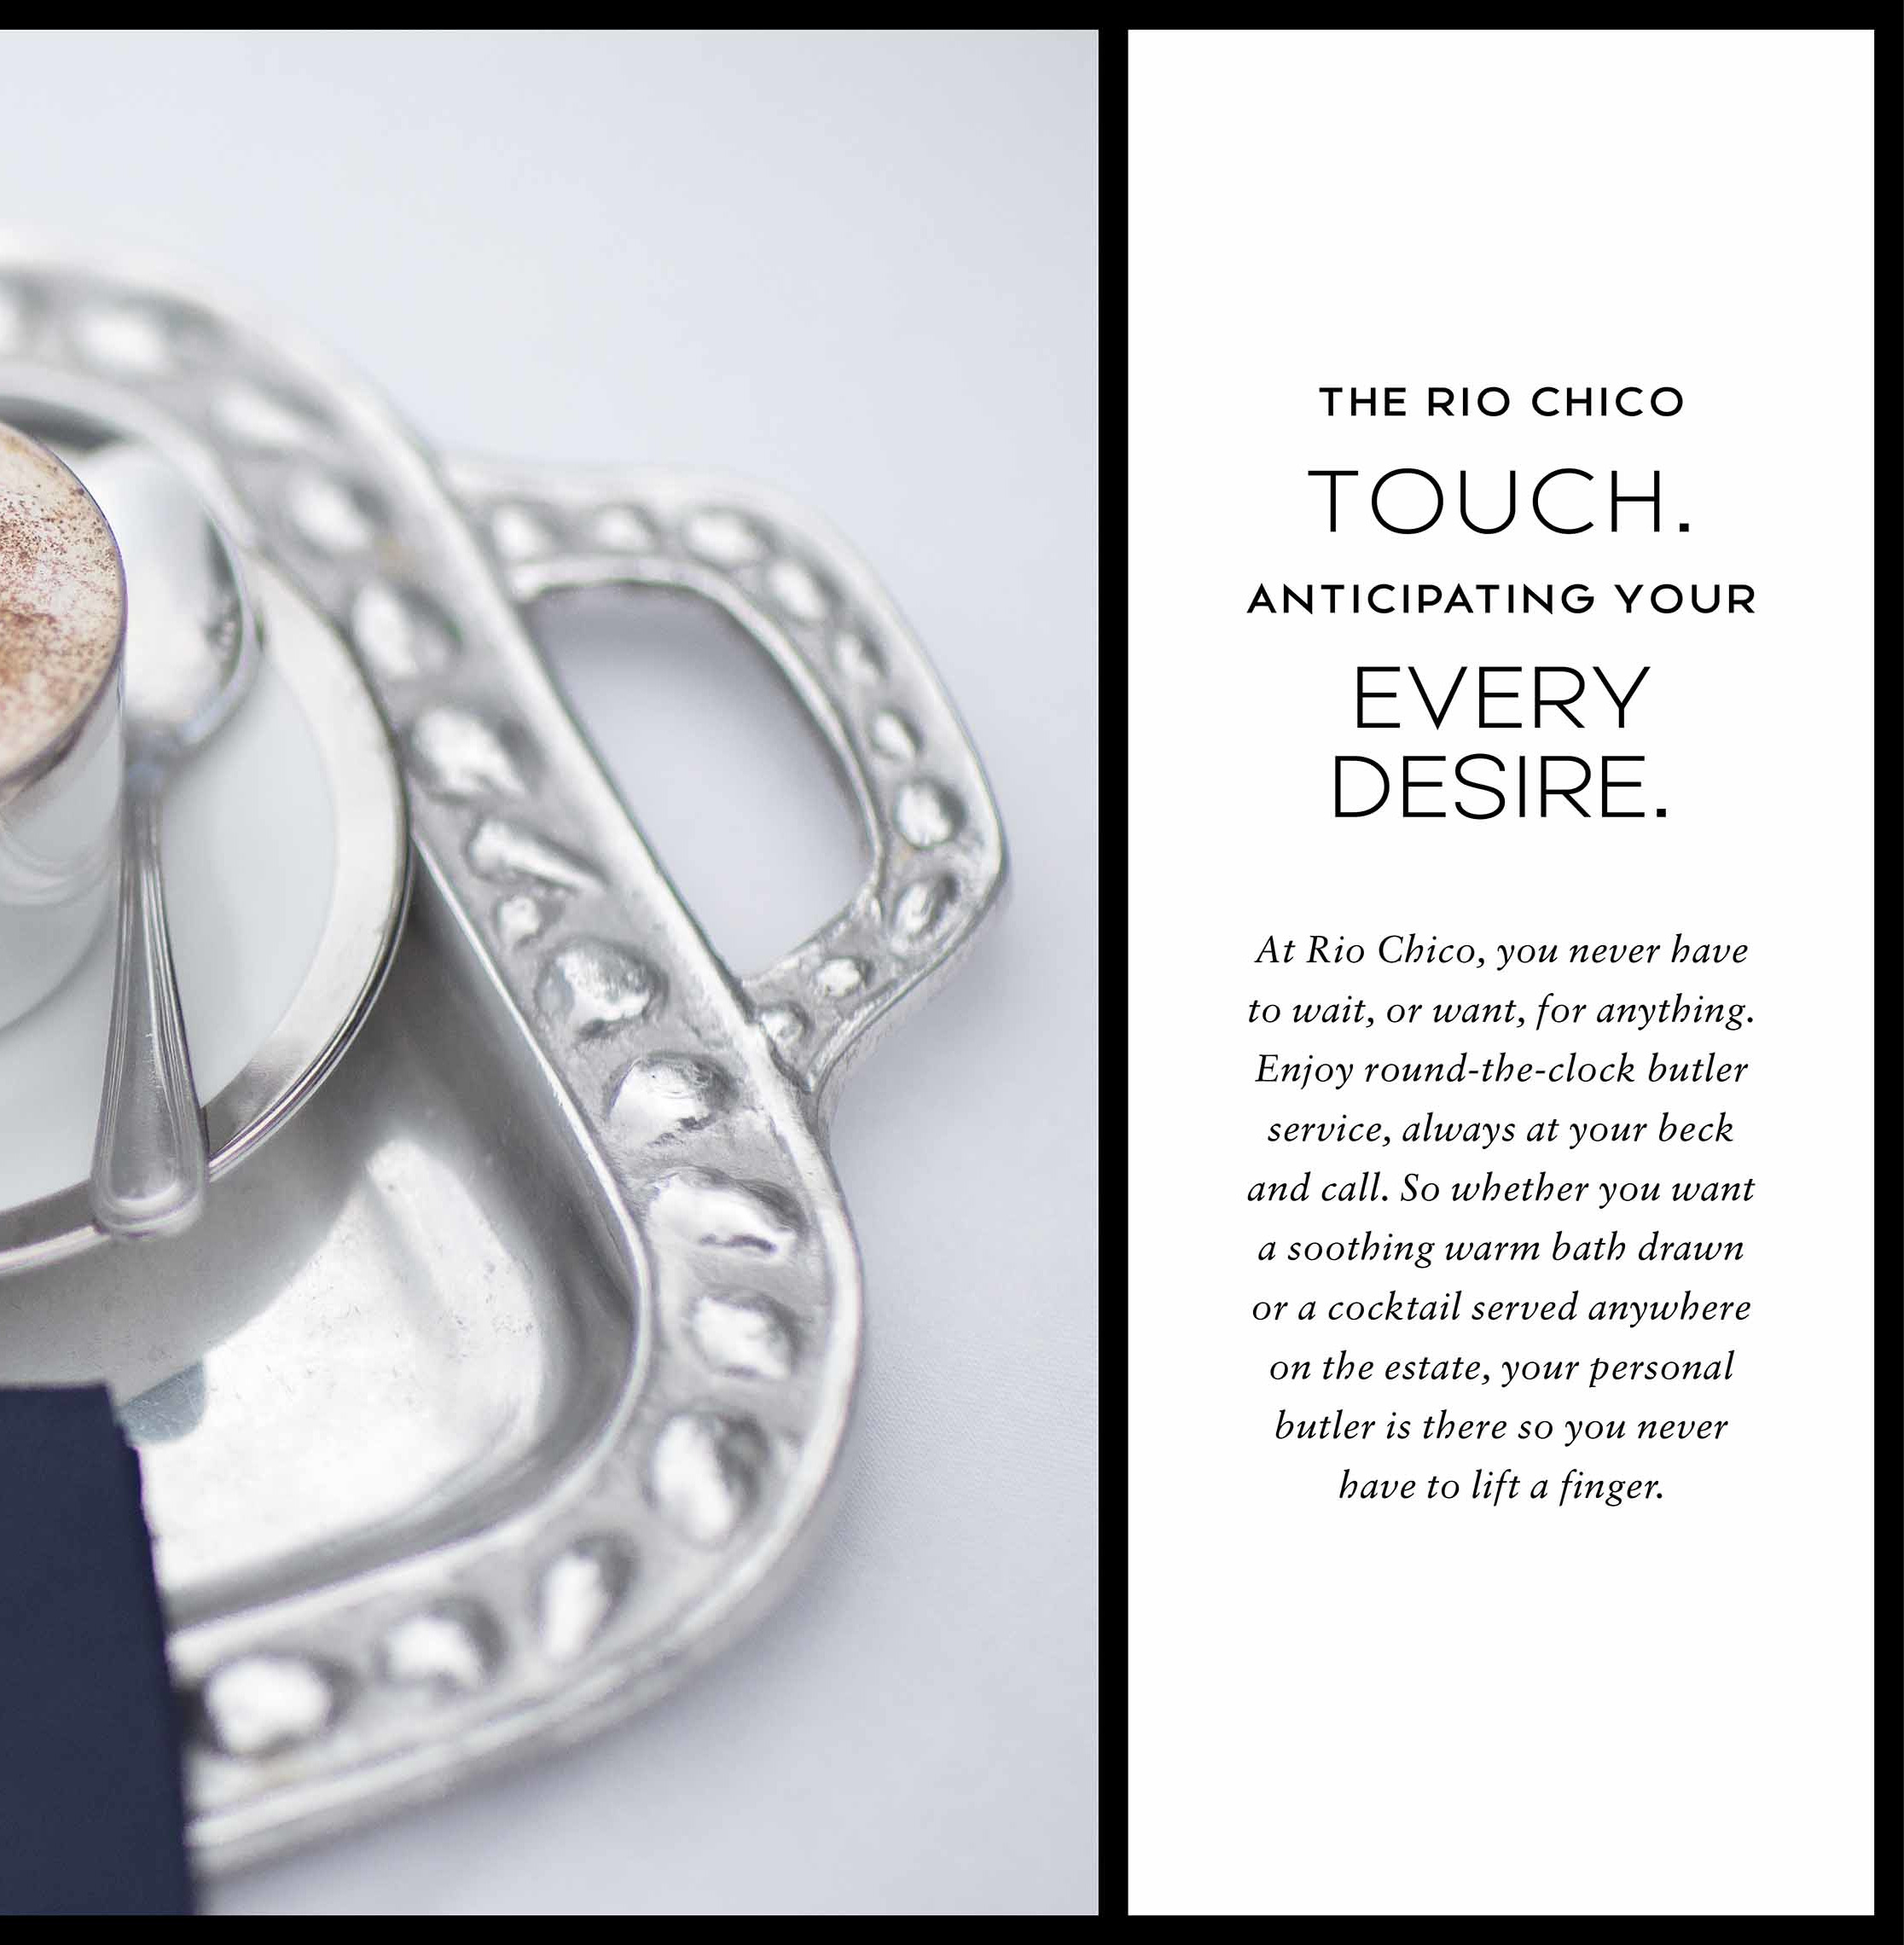 THE RIO CHICO
TOUCH.
ANTICIPATING YOUR
EVERY
DESIRE.
At Rio Chico, you never have
to wait, or want, for anything.
Enjoy round-the-clock butler
service, always at your beck
and call. So whether you want
a soothing warm bath drawn
or a cocktail served anywhere
on the estate, your personal
butler is there so you never
have to lift a finger.